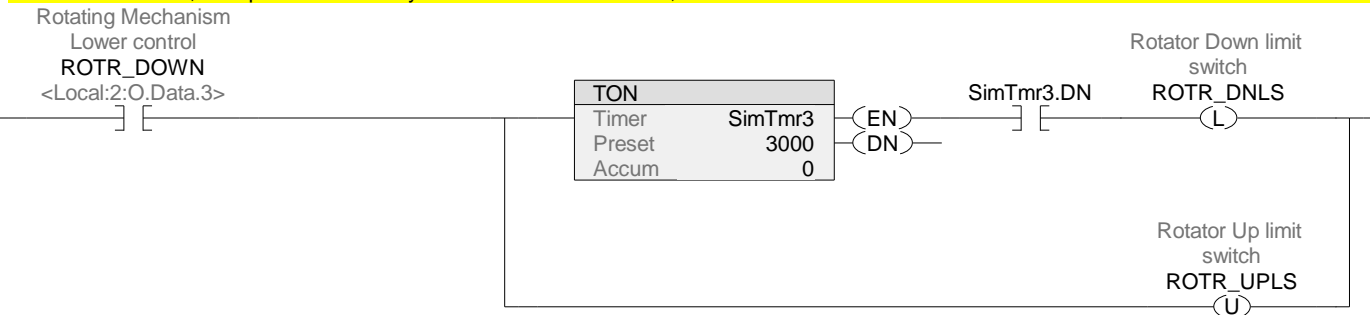 Rotating Mechanism
Lower control
ROTR_DOWN
<Local:2:O.Data.3>
TON
Timer SimTmr3
Preset 3000
Accum 0
EN
DN
SimTmr3.DN
Rotator Down limit
switch
ROTR_DNLS
L
Rotator Up limit
switch
ROTR_UPLS
U